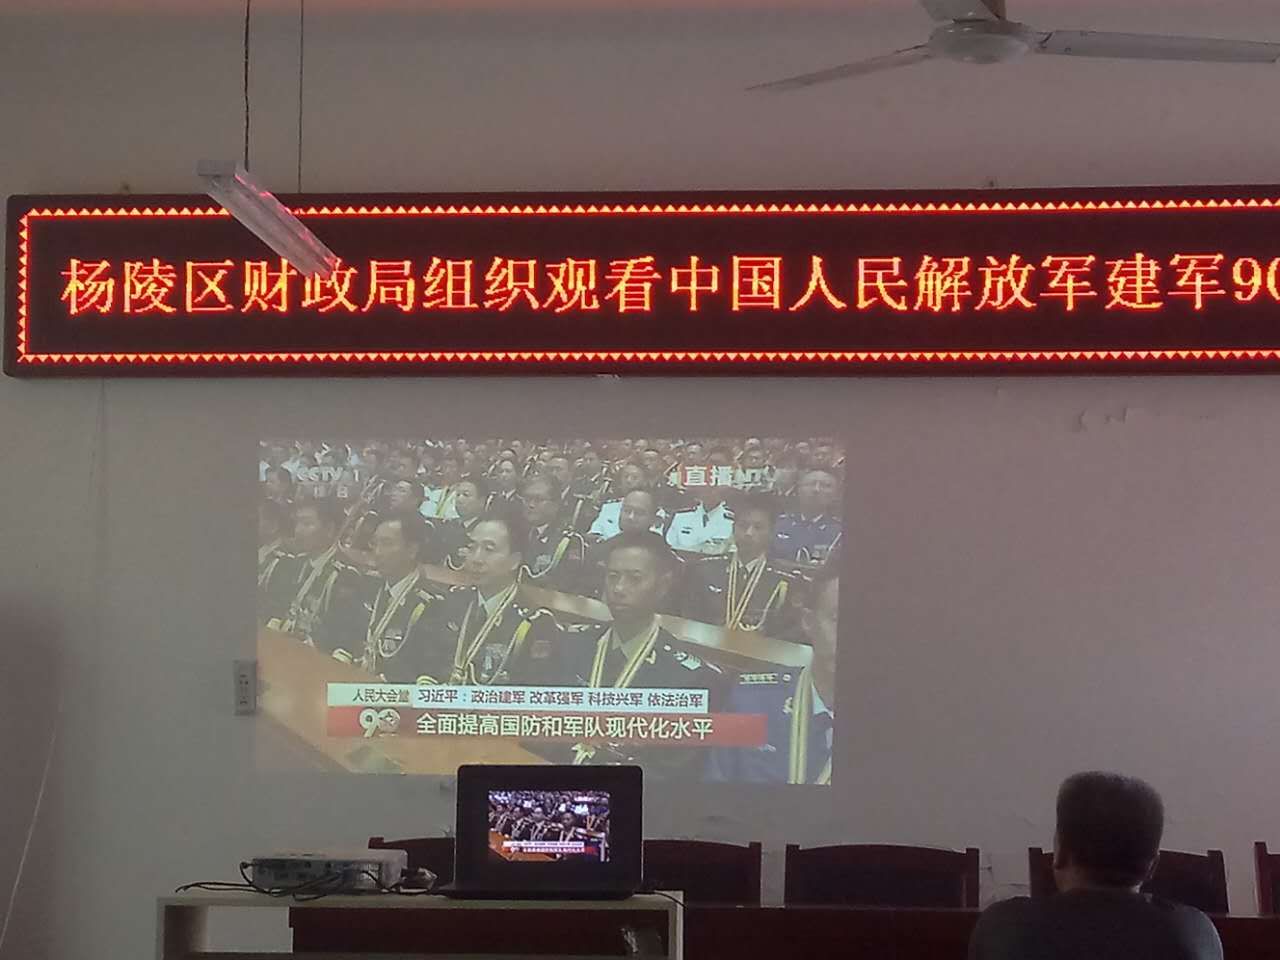 杨陵区财政局组织观看中国人民解放军建军90
CCTV 1
直播
人民大会堂 习近平：政治建军 改革强军 科技兴军 依法治军
90 全面提高国防和军队现代化水平